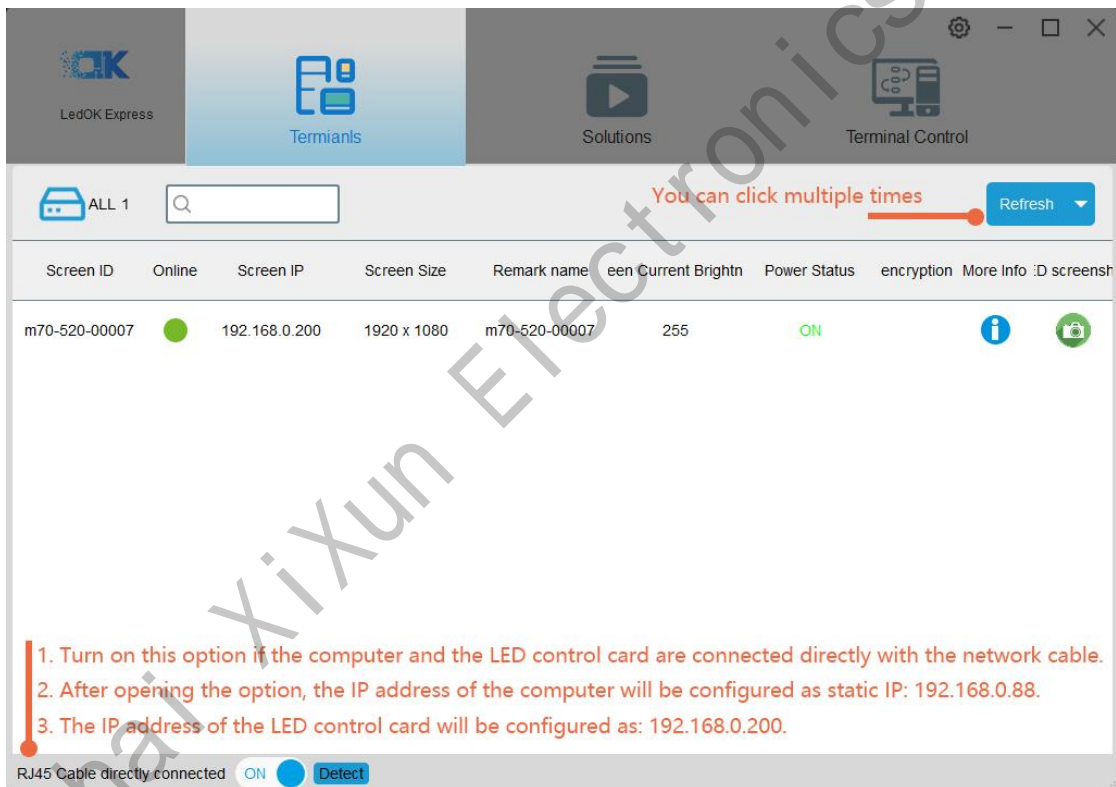 OK
LedOK Express
Termianls
Solutions
Terminal Control
ALL 1
You can click multiple times
Refresh
Screen ID Online Screen IP Screen Size Remark name een Current Brightn Power Status encryption More Info :D screensh
m70-520-00007 192.168.0.200 1920 x 1080 m70-520-00007 255 ON
1. Turn on this option if the computer and the LED control card are connected directly with the network cable.
2. After opening the option, the IP address of the computer will be configured as static IP: 192.168.0.88.
3. The IP address of the LED control card will be configured as: 192.168.0.200.
RJ45 Cable directly connected ON Detect
hai XiXun Electronics